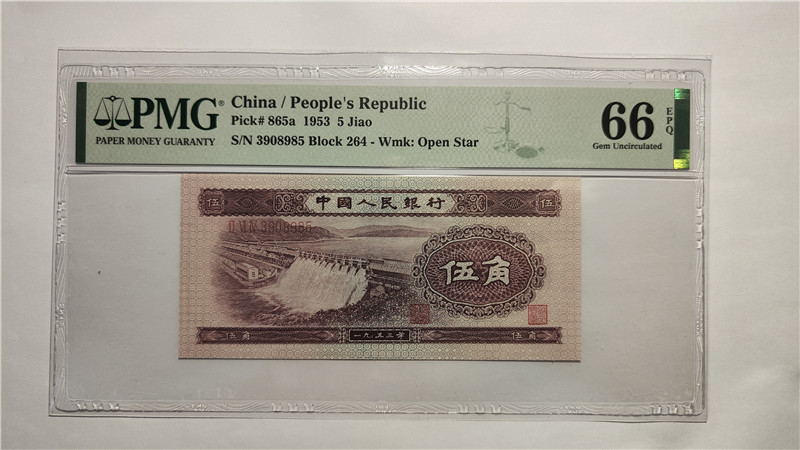 PMG
PAPER MONEY GUARANTY
China / People's Republic
Pick# 865a 1953 5 Jiao
S/N 3908985 Block 264 - Wmk: Open Star
66
EPQ
Gem Uncirculated
伍 中國人民銀行 伍
3908985
伍角
伍角 一九五三年 伍角